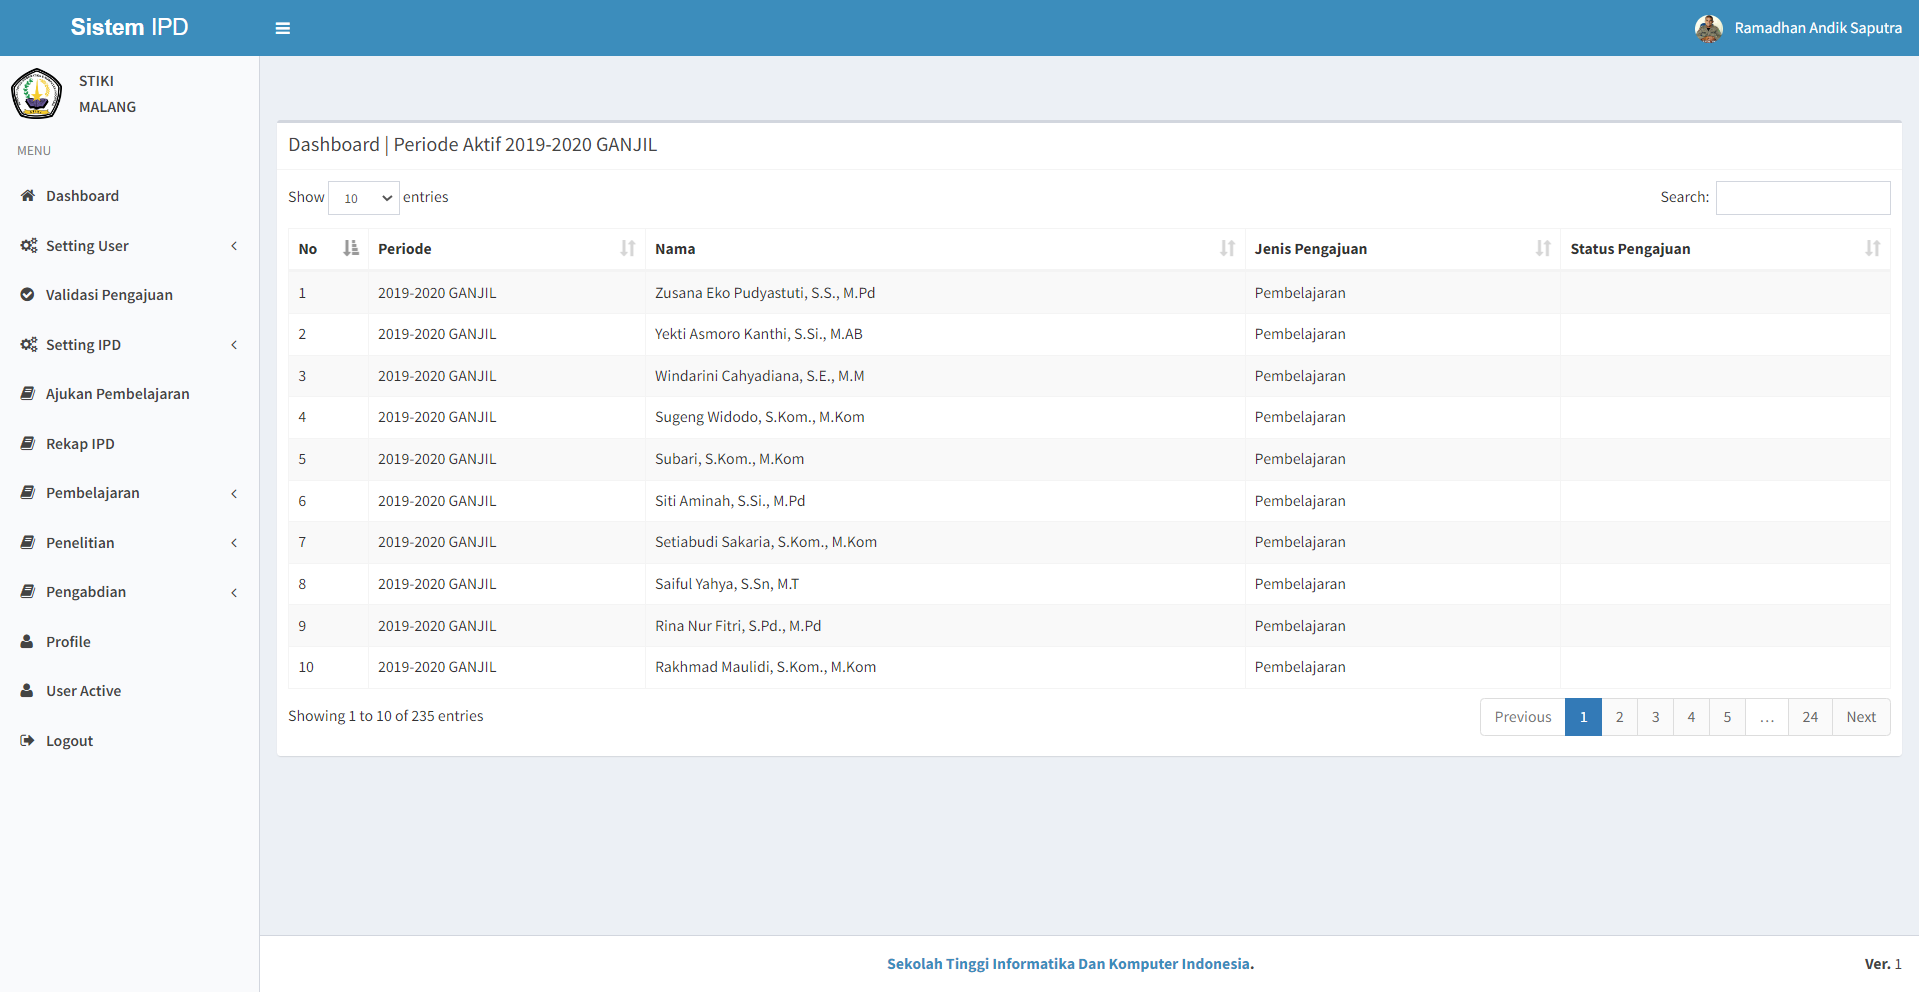 Sistem IPD
Ramadhan Andik Saputra
STIKI
MALANG
MENU
Dashboard
Setting User
Validasi Pengajuan
Setting IPD
Ajukan Pembelajaran
Rekap IPD
Pembelajaran
Penelitian
Pengabdian
Profile
User Active
Logout
Dashboard | Periode Aktif 2019-2020 GANJIL
Show 10 entries Search:
No Periode Nama Jenis Pengajuan Status Pengajuan
1 2019-2020 GANJIL Zusana Eko Pudyastuti, S.S., M.Pd Pembelajaran
2 2019-2020 GANJIL Yekti Asmoro Kanthi, S.Si., M.AB Pembelajaran
3 2019-2020 GANJIL Windarini Cahyadiana, S.E., M.M Pembelajaran
4 2019-2020 GANJIL Sugeng Widodo, S.Kom., M.Kom Pembelajaran
5 2019-2020 GANJIL Subari, S.Kom., M.Kom Pembelajaran
6 2019-2020 GANJIL Siti Aminah, S.Si., M.Pd Pembelajaran
7 2019-2020 GANJIL Setiabudi Sakaria, S.Kom., M.Kom Pembelajaran
8 2019-2020 GANJIL Saiful Yahya, S.Sn, M.T Pembelajaran
9 2019-2020 GANJIL Rina Nur Fitri, S.Pd., M.Pd Pembelajaran
10 2019-2020 GANJIL Rakhmad Maulidi, S.Kom., M.Kom Pembelajaran
Showing 1 to 10 of 235 entries
Previous 1 2 3 4 5 ... 24 Next
Sekolah Tinggi Informatika Dan Komputer Indonesia.
Ver. 1